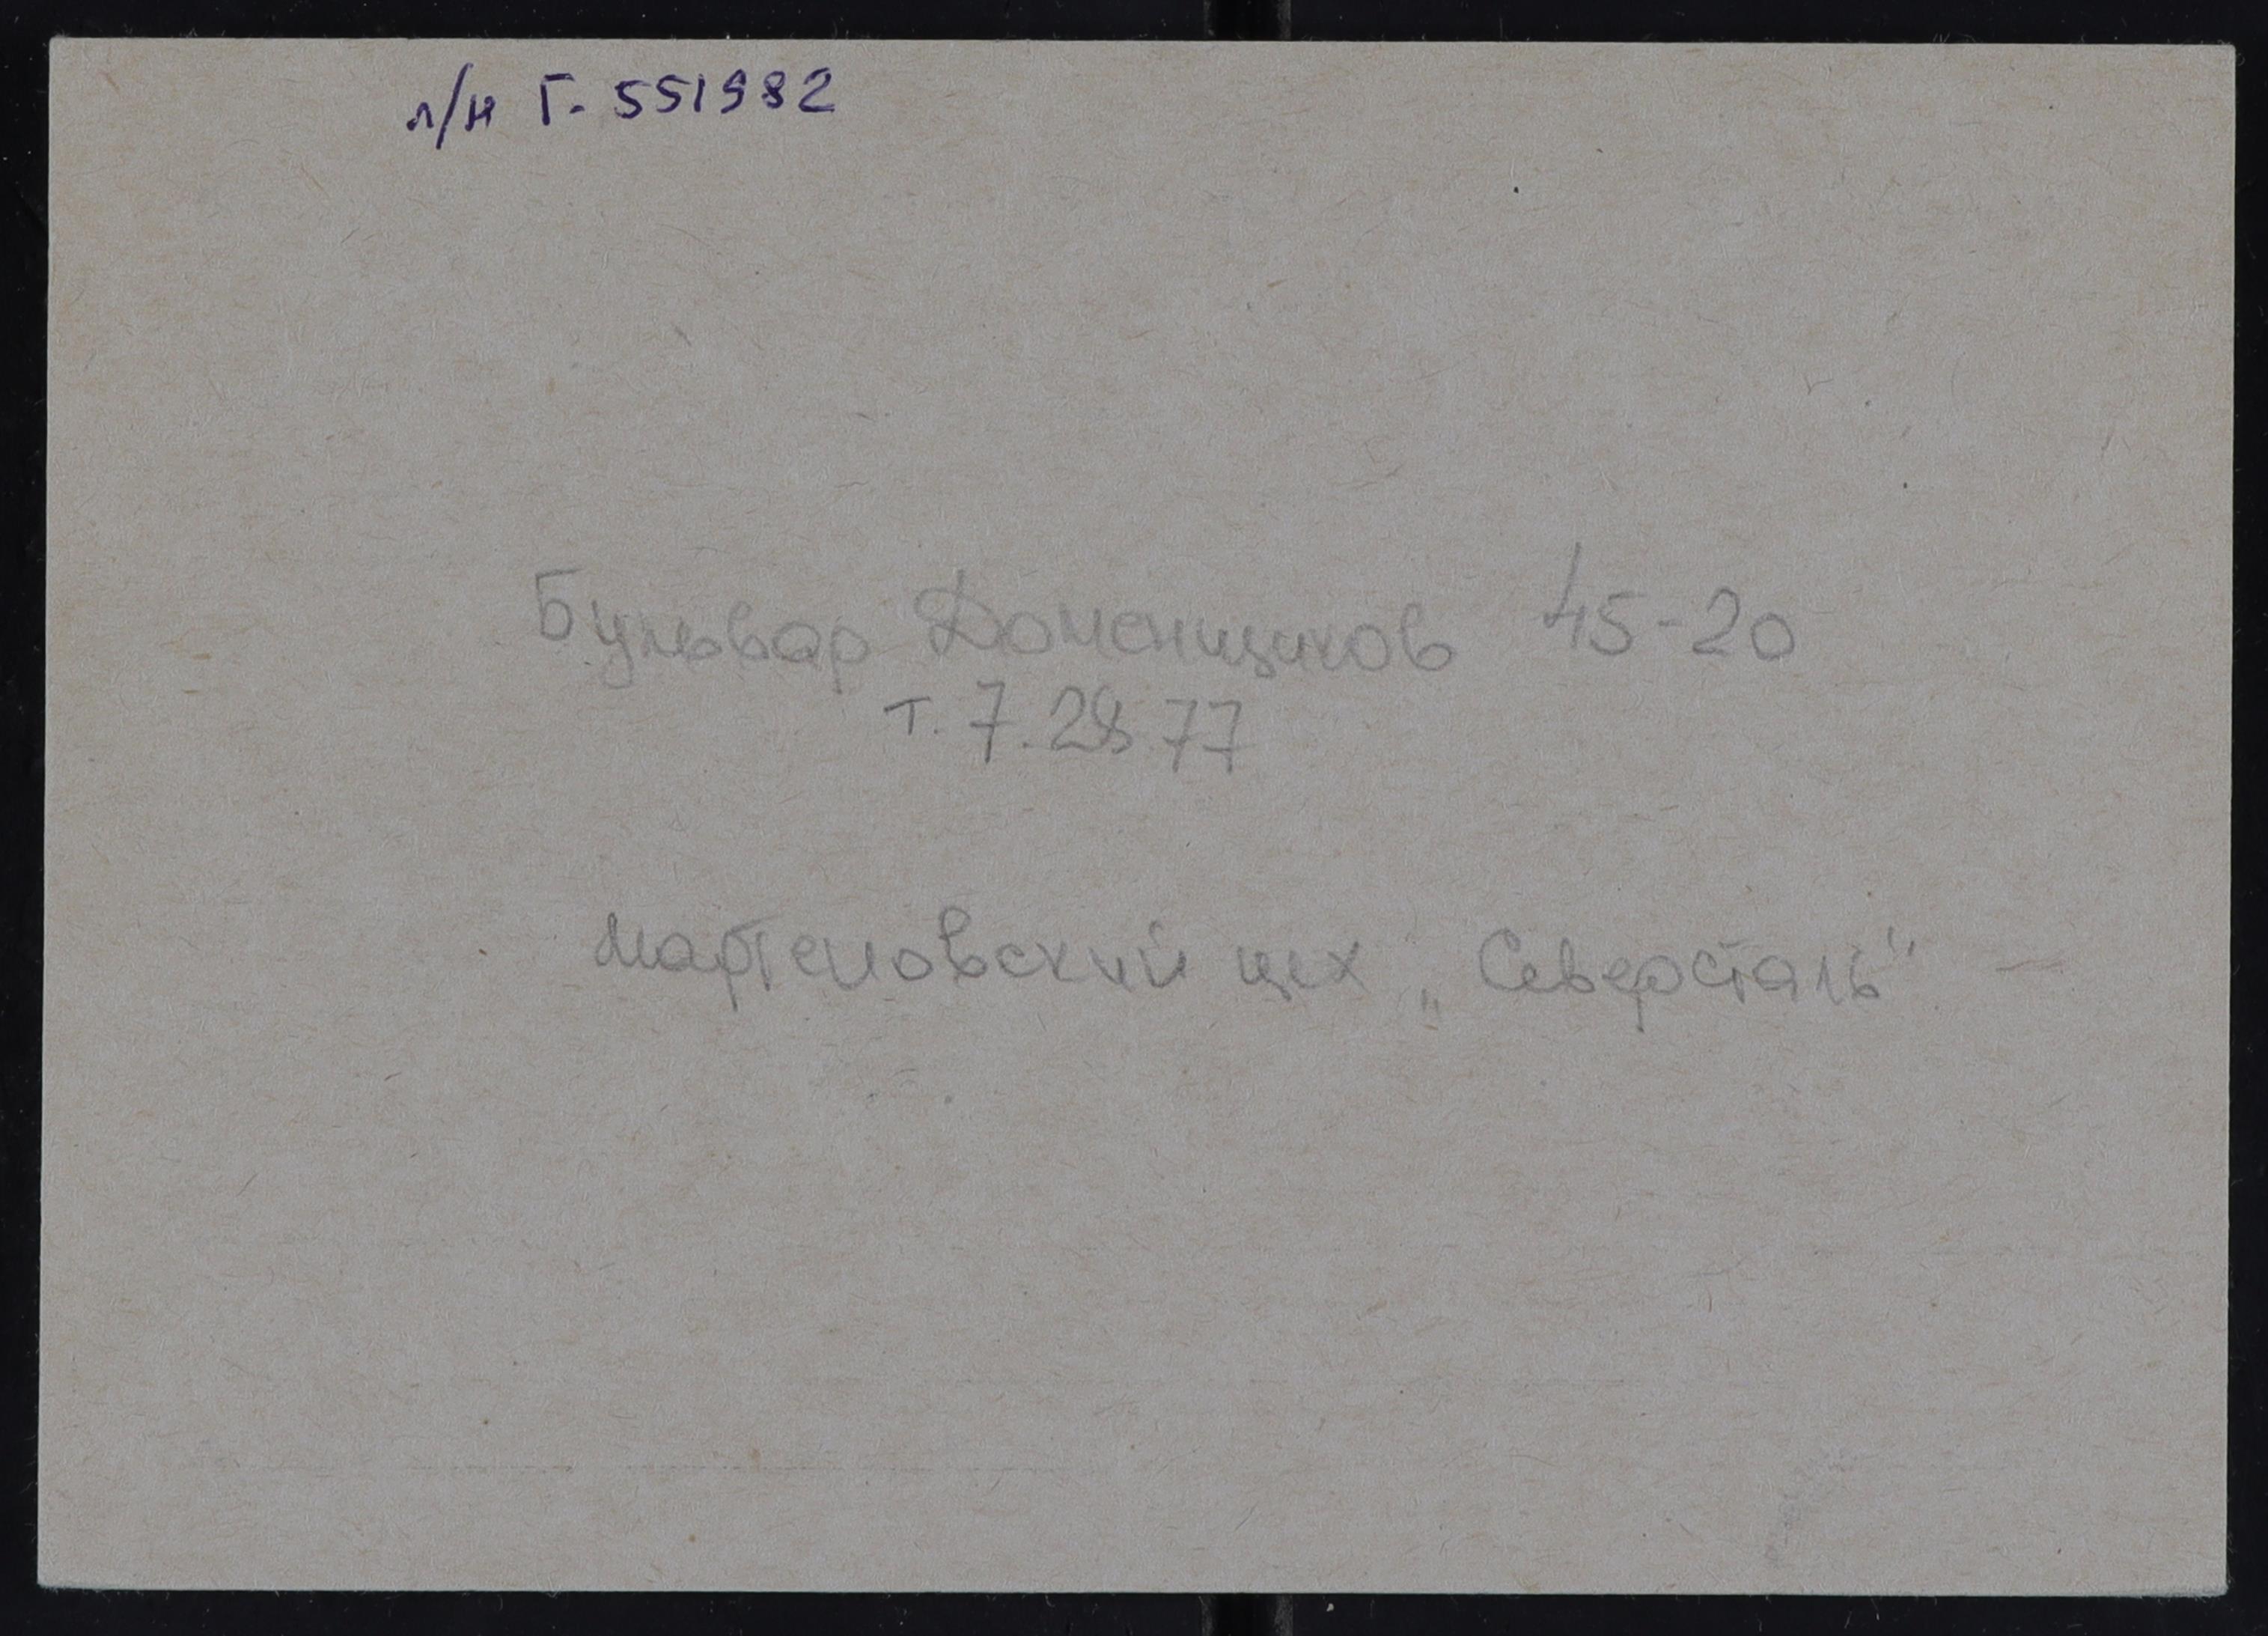 л/н Г-551982
Бульвар Доменщиков 45-20
т. 7.28.77
Мартеновский цех „Северсталь"